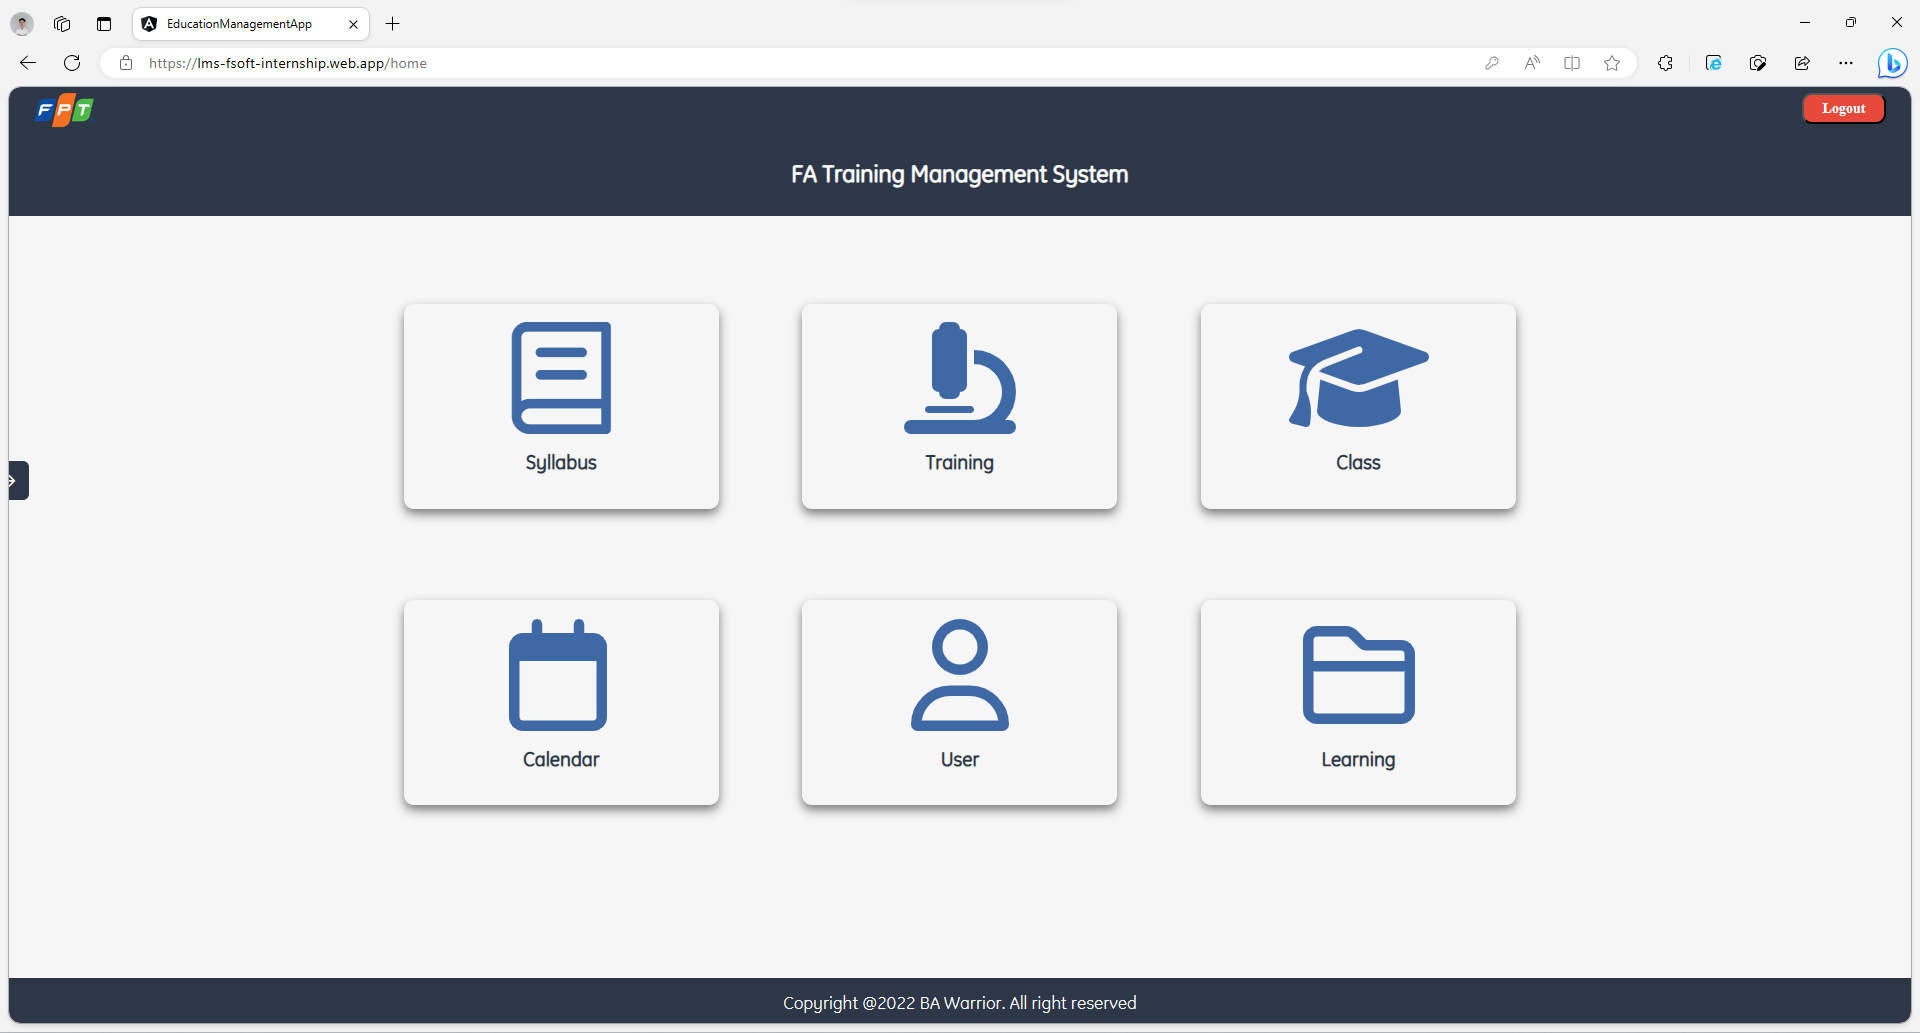 EducationManagementApp
https://lms-fsoft-internship.web.app/home
FPT
Logout
FA Training Management System
Syllabus
Training
Class
Calendar
User
Learning
Copyright @2022 BA Warrior. All right reserved